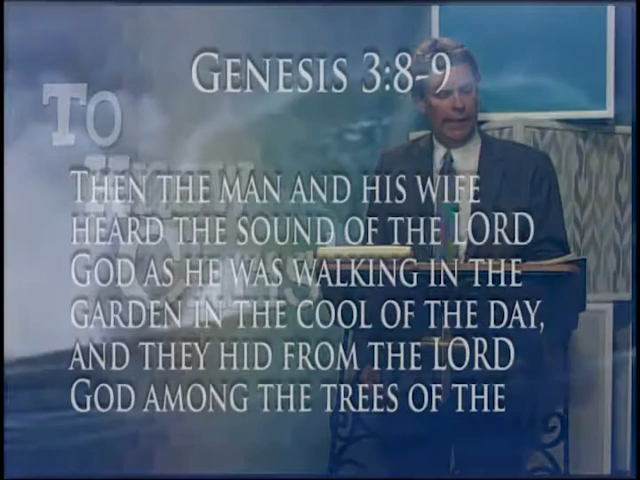 GENESIS 3:8-9
TO
THEN THE MAN AND HIS WIFE
HEARD THE SOUND OF THE LORD
GOD AS HE WAS WALKING IN THE
GARDEN IN THE COOL OF THE DAY,
AND THEY HID FROM THE LORD
GOD AMONG THE TREES OF THE